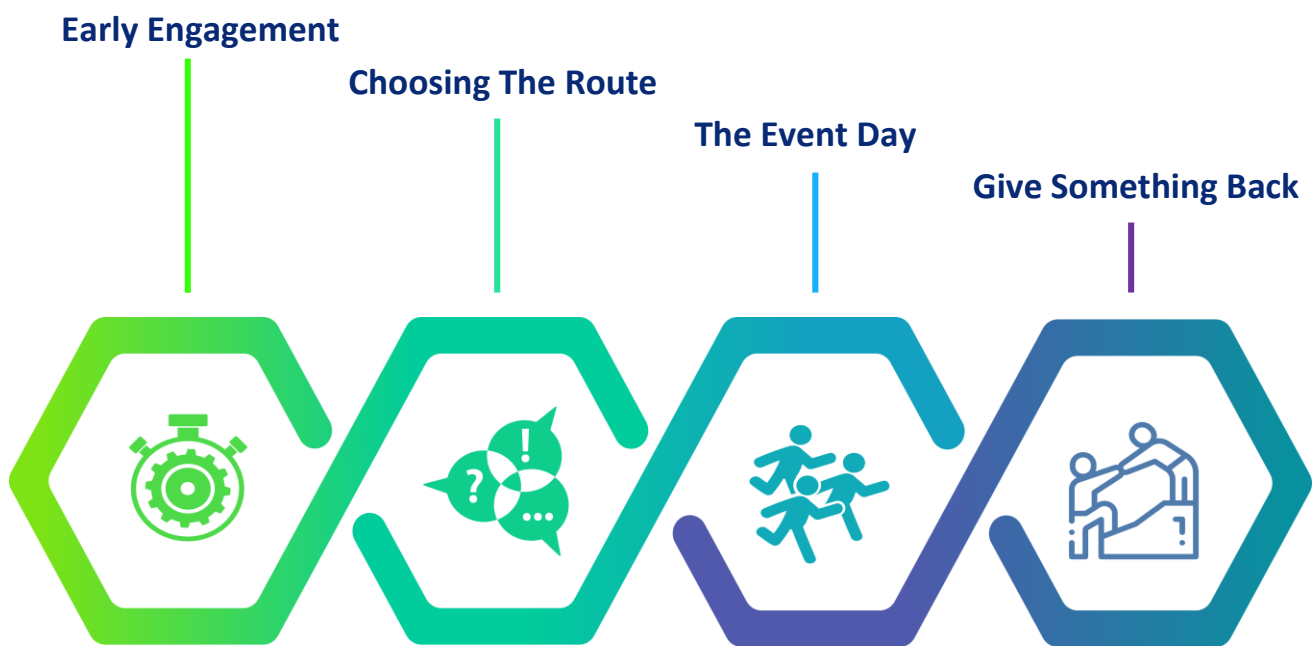 Early Engagement
Choosing The Route
The Event Day
Give Something Back
!
?
...